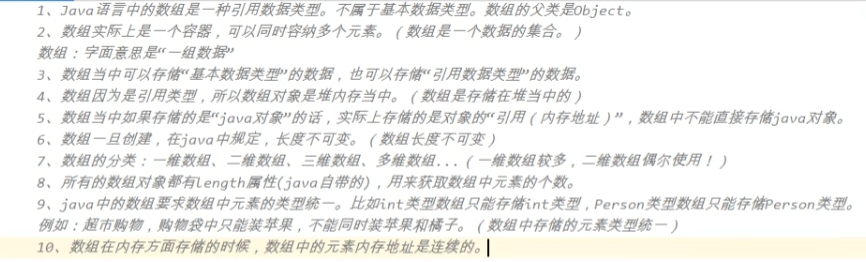 1、Java语言中的数组是一种引用数据类型。不属于基本数据类型。数组的父类是Object。
2、数组实际上是一个容器，可以同时容纳多个元素。（数组是一个数据的集合。）
数组：字面意思是“一组数据”
3、数组当中可以存储“基本数据类型”的数据，也可以存储“引用数据类型”的数据。
4、数组因为是引用类型，所以数组对象是堆内存当中。（数组是存储在堆当中的）
5、数组当中如果存储的是“java对象”的话，实际上存储的是对象的“引用（内存地址）”，数组中不能直接存储java对象。
6、数组一旦创建，在java中规定，长度不可变。（数组长度不可变）
7、数组的分类：一维数组、二维数组、三维数组、多维数组...（一维数组较多，二维数组偶尔使用！）
8、所有的数组对象都有length属性(java自带的)，用来获取数组中元素的个数。
9、java中的数组要求数组中元素的类型统一。比如int类型数组只能存储int类型，Person类型数组只能存储Person类型。
例如：超市购物，购物袋中只能装苹果，不能同时装苹果和橘子。（数组中存储的元素类型统一）
10、数组在内存方面存储的时候，数组中的元素内存地址是连续的。